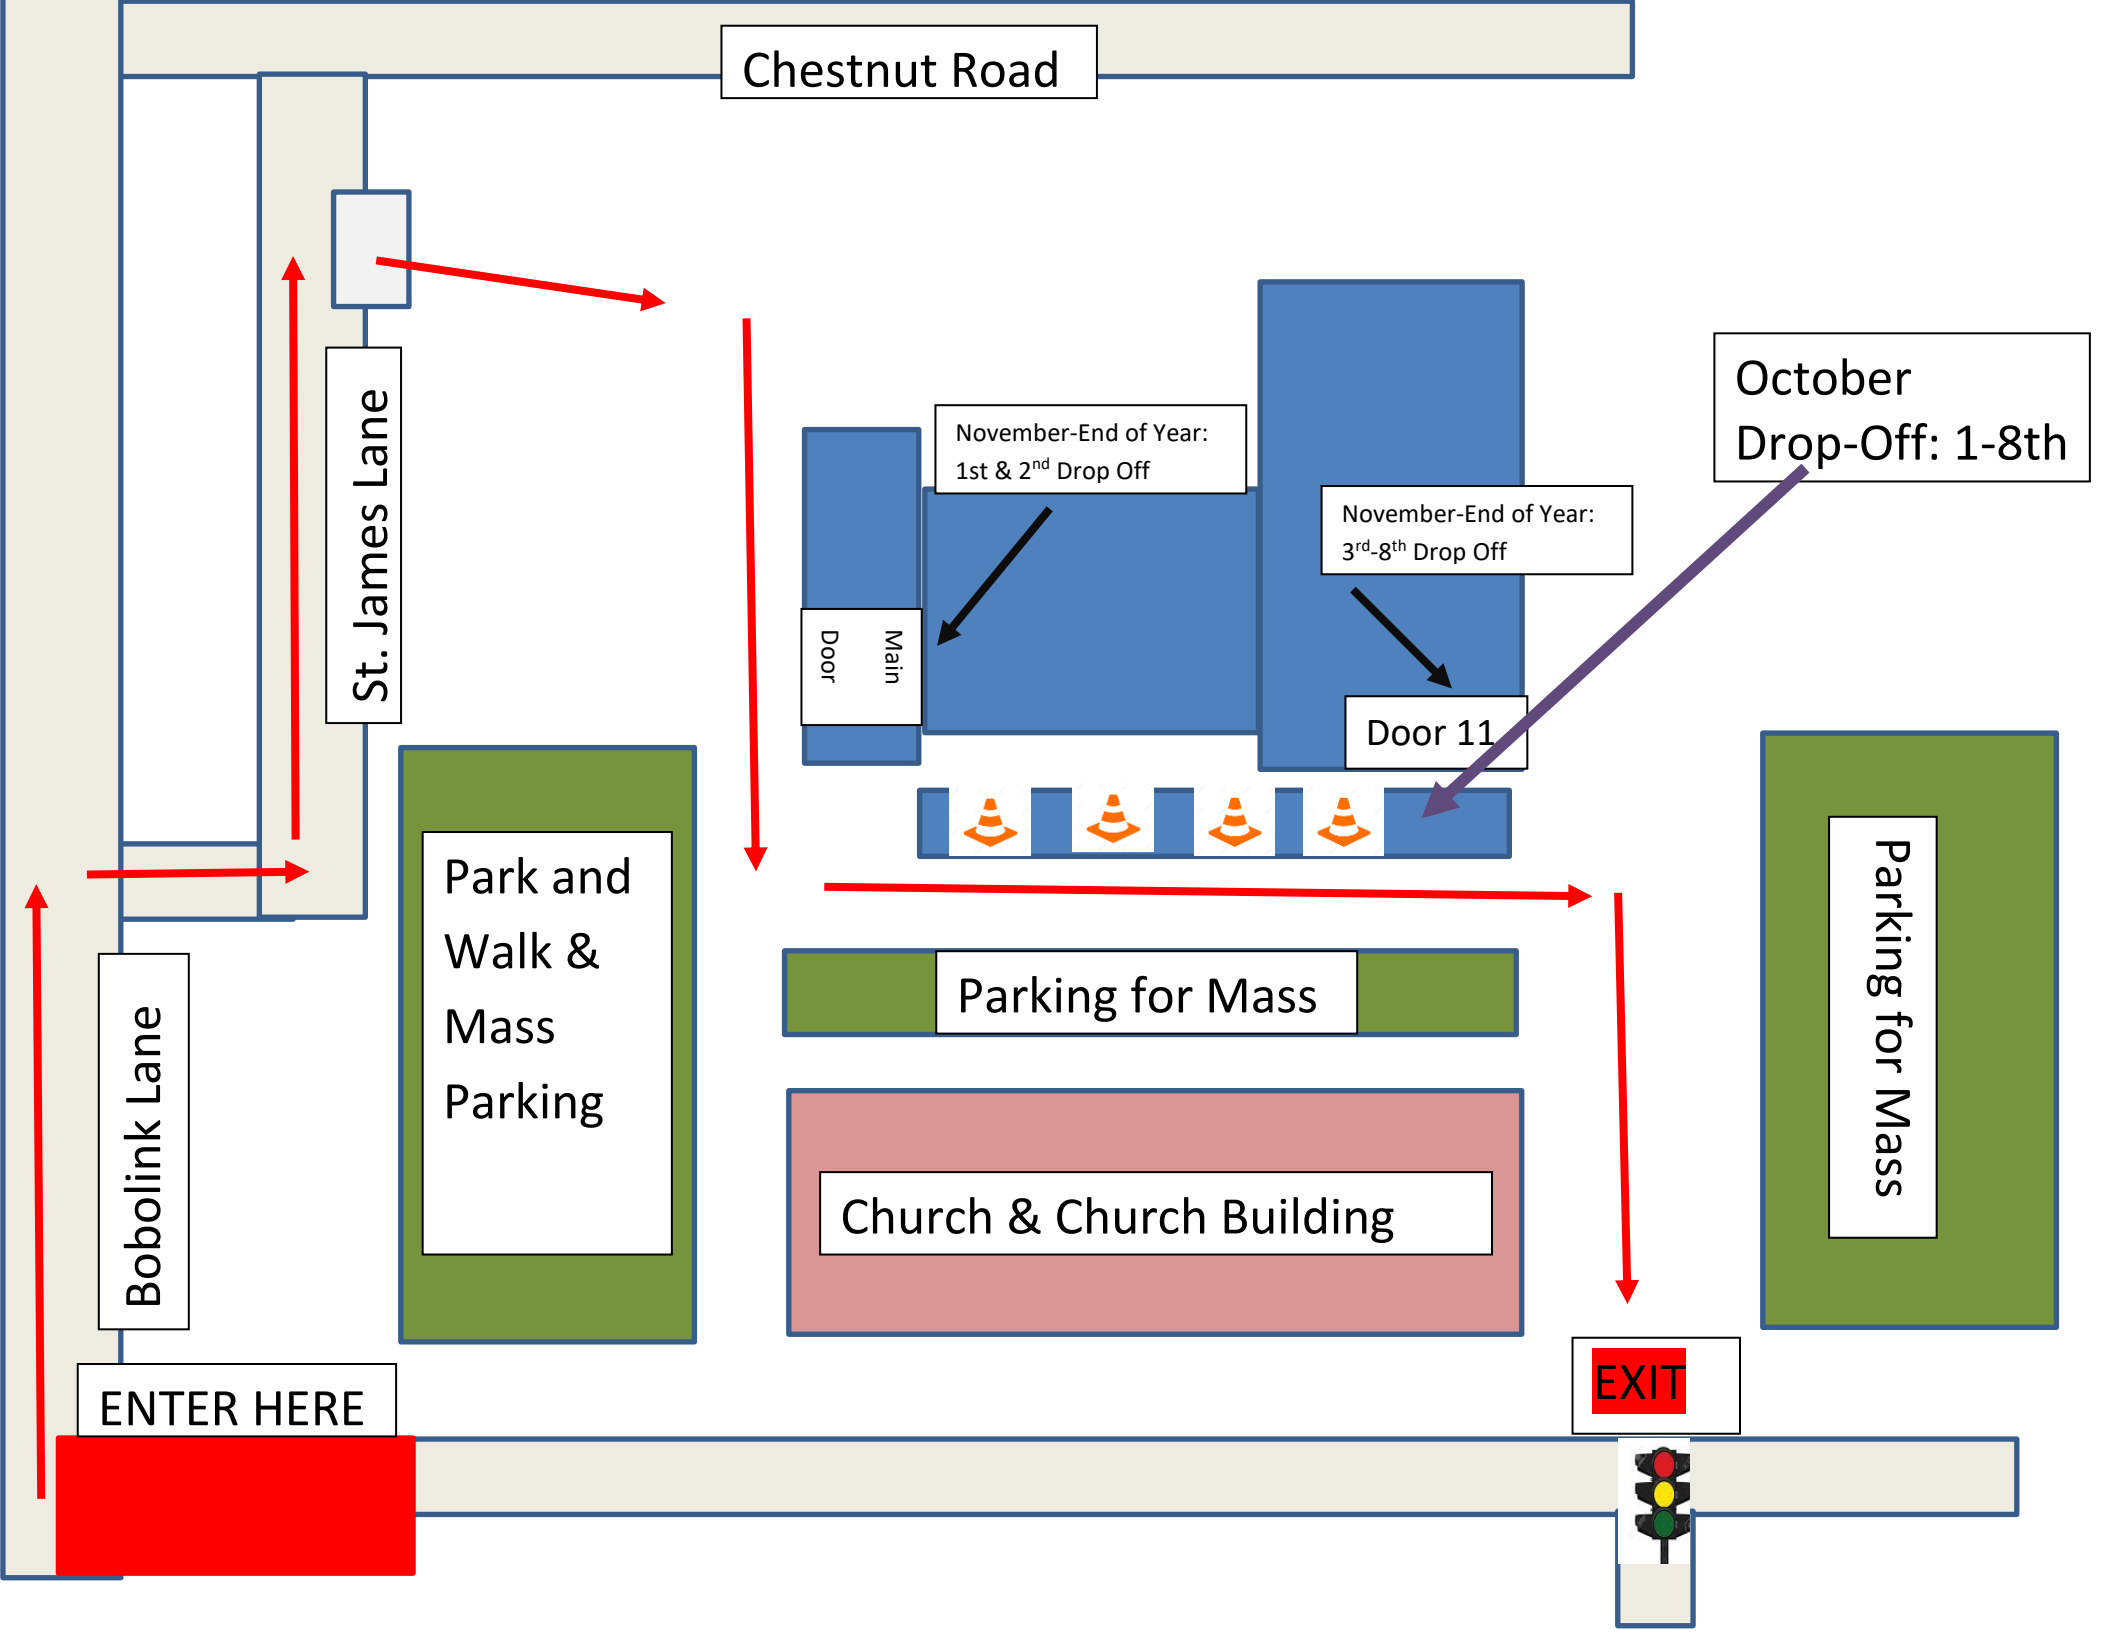 Chestnut Road
October
Drop-Off: 1-8th
November-End of Year:
1st & 2nd Drop Off
St. James Lane
November-End of Year:
3rd-8th Drop Off
Main
Door
Door 11
Park and
Walk &
Mass
Parking
Parking for Mass
Parking for Mass
Bobolink Lane
Church & Church Building
EXIT
ENTER HERE